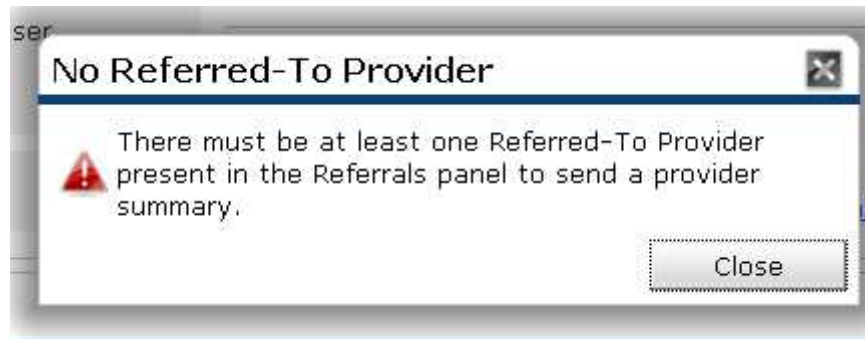 ser
No Referred-To Provider
There must be at least one Referred-To Provider
present in the Referrals panel to send a provider
summary.
Close